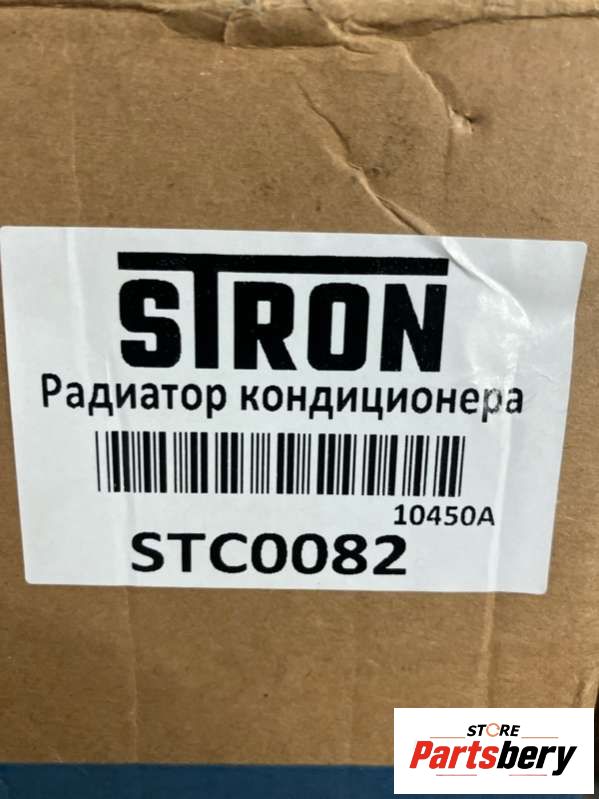 STRON
Радиатор кондиционера
10450A
STC0082
STORE
Partsbery